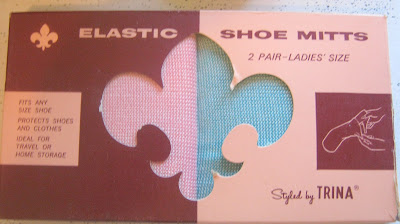 ELASTIC SHOE MITTS
2 PAIR-LADIES' SIZE
FITS ANY
SIZE SHOE
PROTECTS SHOES
AND CLOTHES
IDEAL FOR
TRAVEL OR
HOME STORAGE
Styled by TRINA®